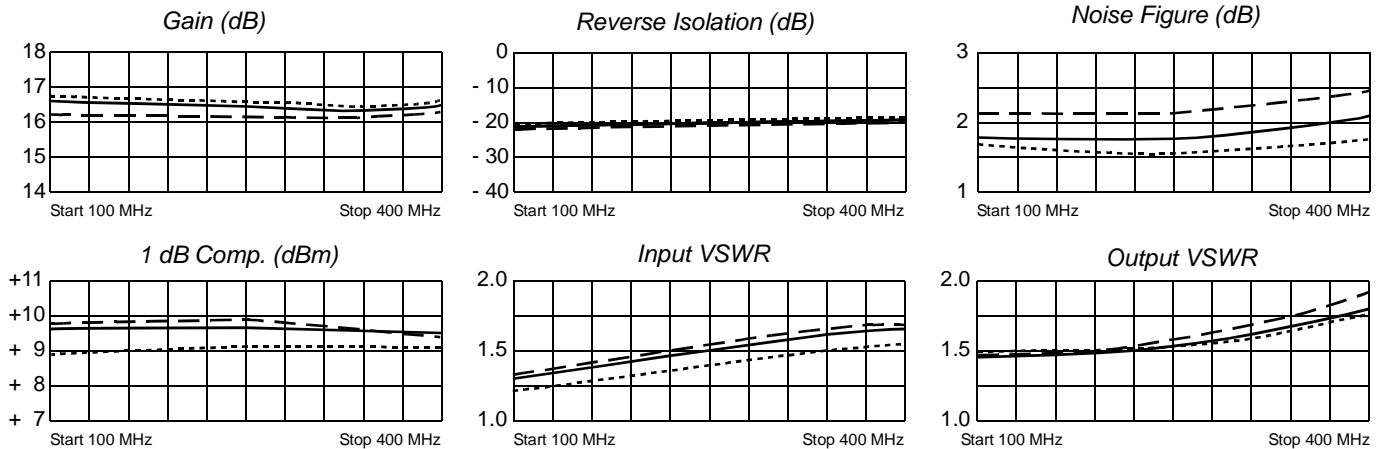 Gain (dB)
18
17
16
15
14
Start 100 MHz Stop 400 MHz
Reverse Isolation (dB)
0
- 10
- 20
- 30
- 40
Start 100 MHz Stop 400 MHz
Noise Figure (dB)
3
2
1
Start 100 MHz Stop 400 MHz
1 dB Comp. (dBm)
+11
+10
+ 9
+ 8
+ 7
Start 100 MHz Stop 400 MHz
Input VSWR
2.0
1.5
1.0
Start 100 MHz Stop 400 MHz
Output VSWR
2.0
1.5
1.0
Start 100 MHz Stop 400 MHz